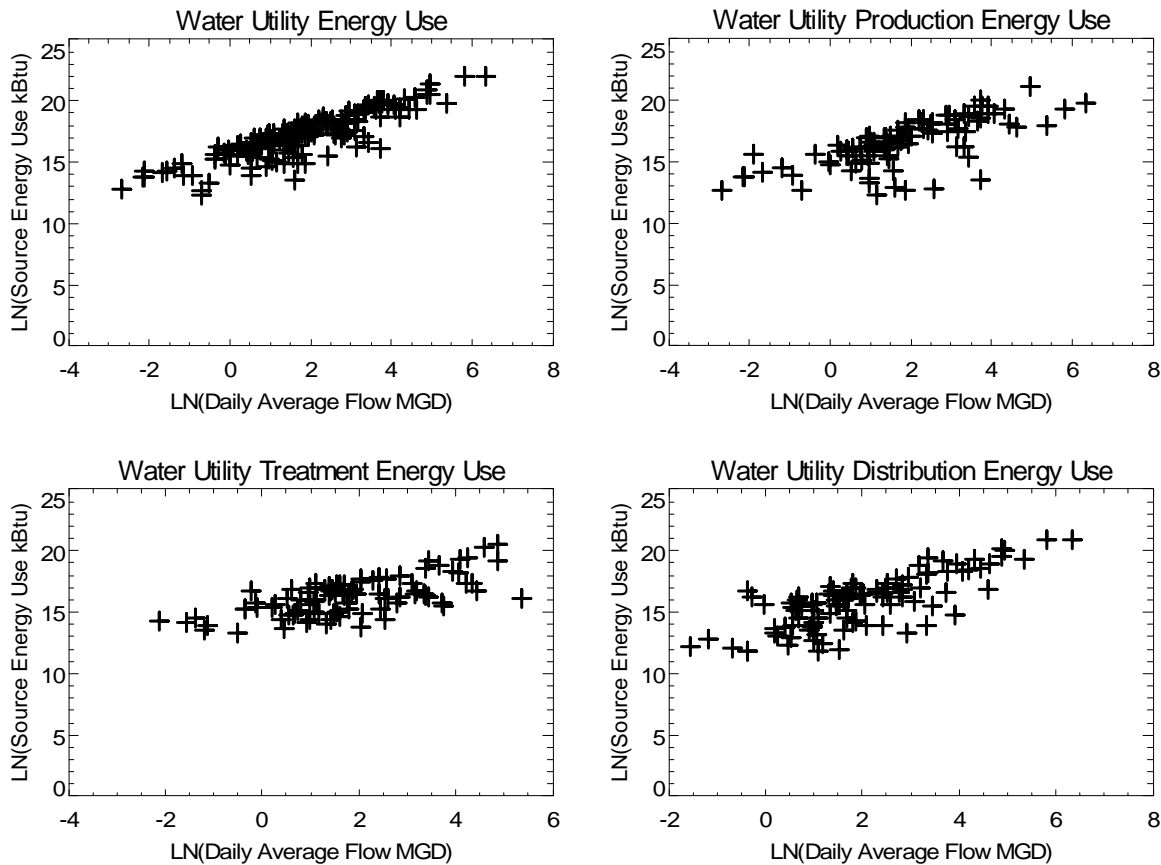 Water Utility Energy Use
25
20
15
10
5
0
LN(Source Energy Use kBtu)
-4 -2 0 2 4 6 8
LN(Daily Average Flow MGD)
Water Utility Production Energy Use
25
20
15
10
5
0
LN(Source Energy Use kBtu)
-4 -2 0 2 4 6 8
LN(Daily Average Flow MGD)
Water Utility Treatment Energy Use
25
20
15
10
5
0
LN(Source Energy Use kBtu)
-4 -2 0 2 4 6
LN(Daily Average Flow MGD)
Water Utility Distribution Energy Use
25
20
15
10
5
0
LN(Source Energy Use kBtu)
-2 0 2 4 6 8
LN(Daily Average Flow MGD)